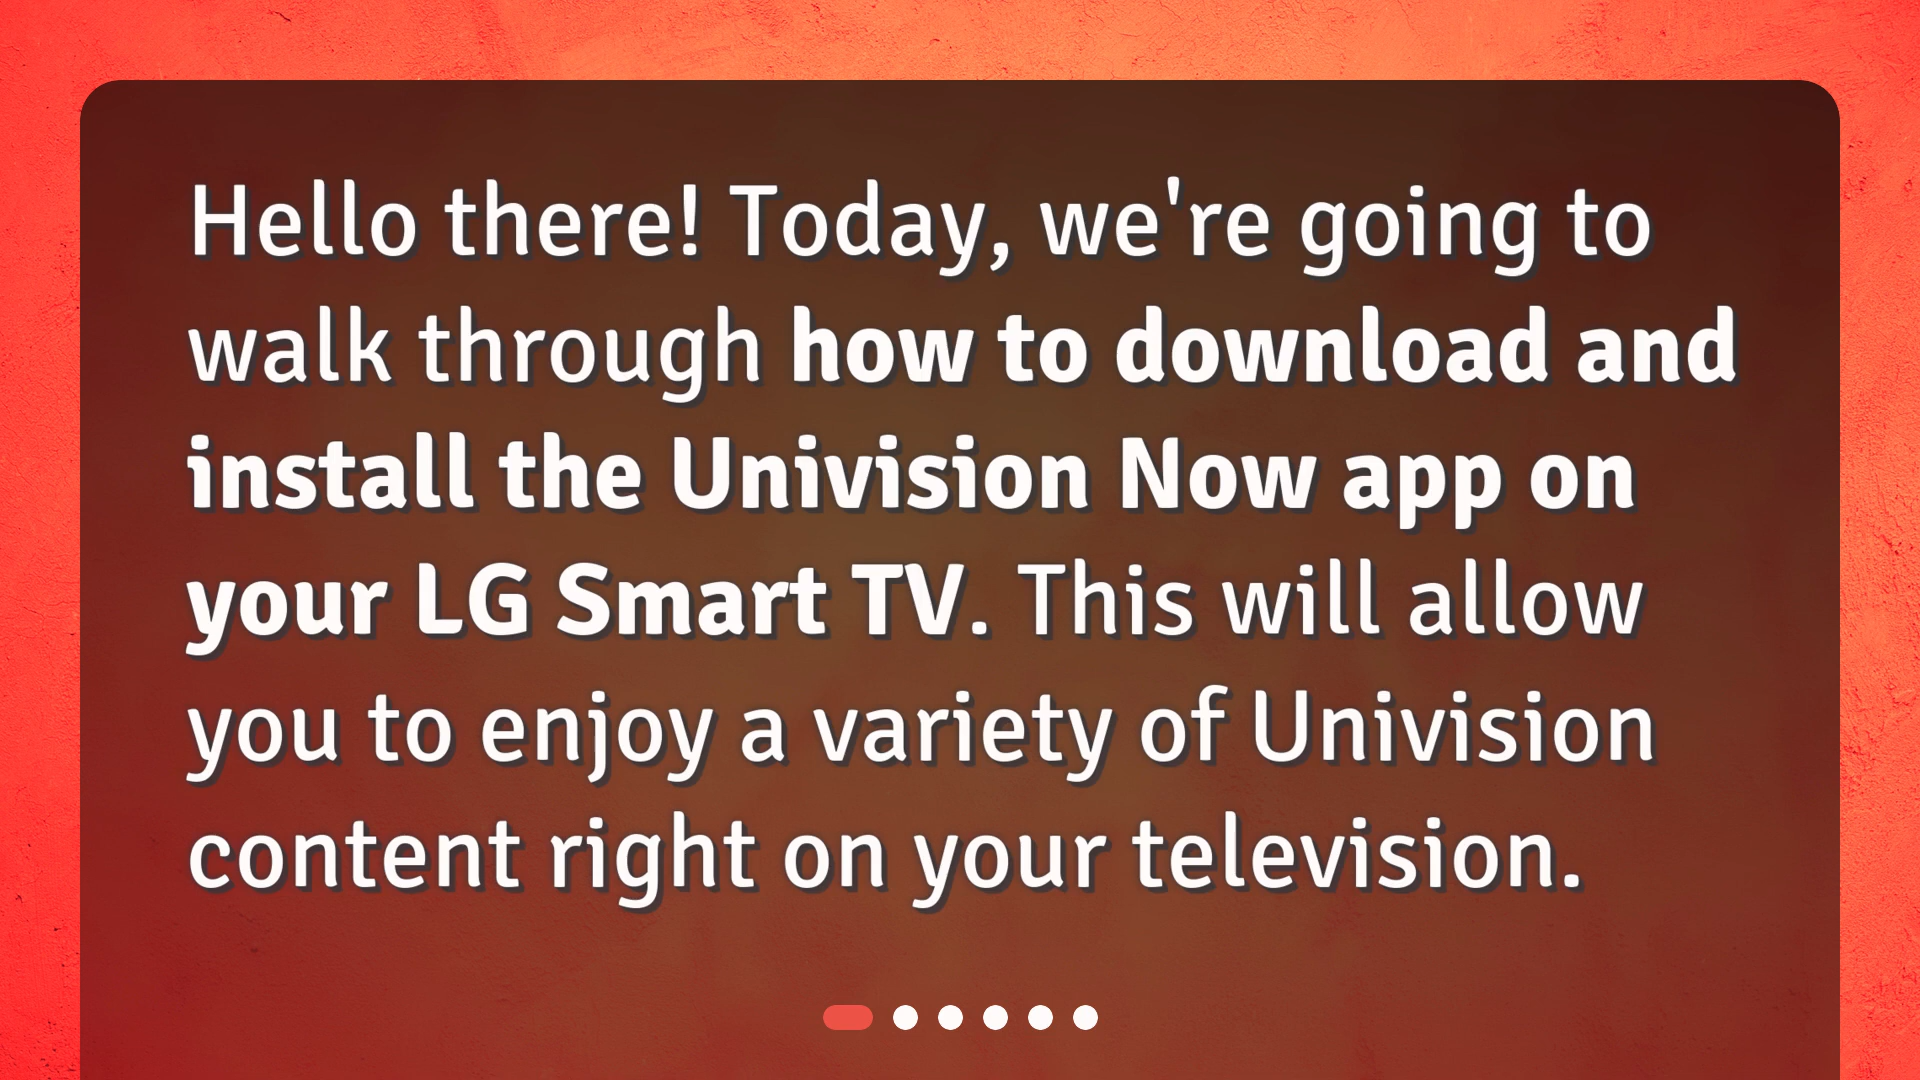 Hello there! Today, we're going to
walk through how to download and
install the Univision Now app on
your LG Smart TV. This will allow
you to enjoy a variety of Univision
content right on your television.